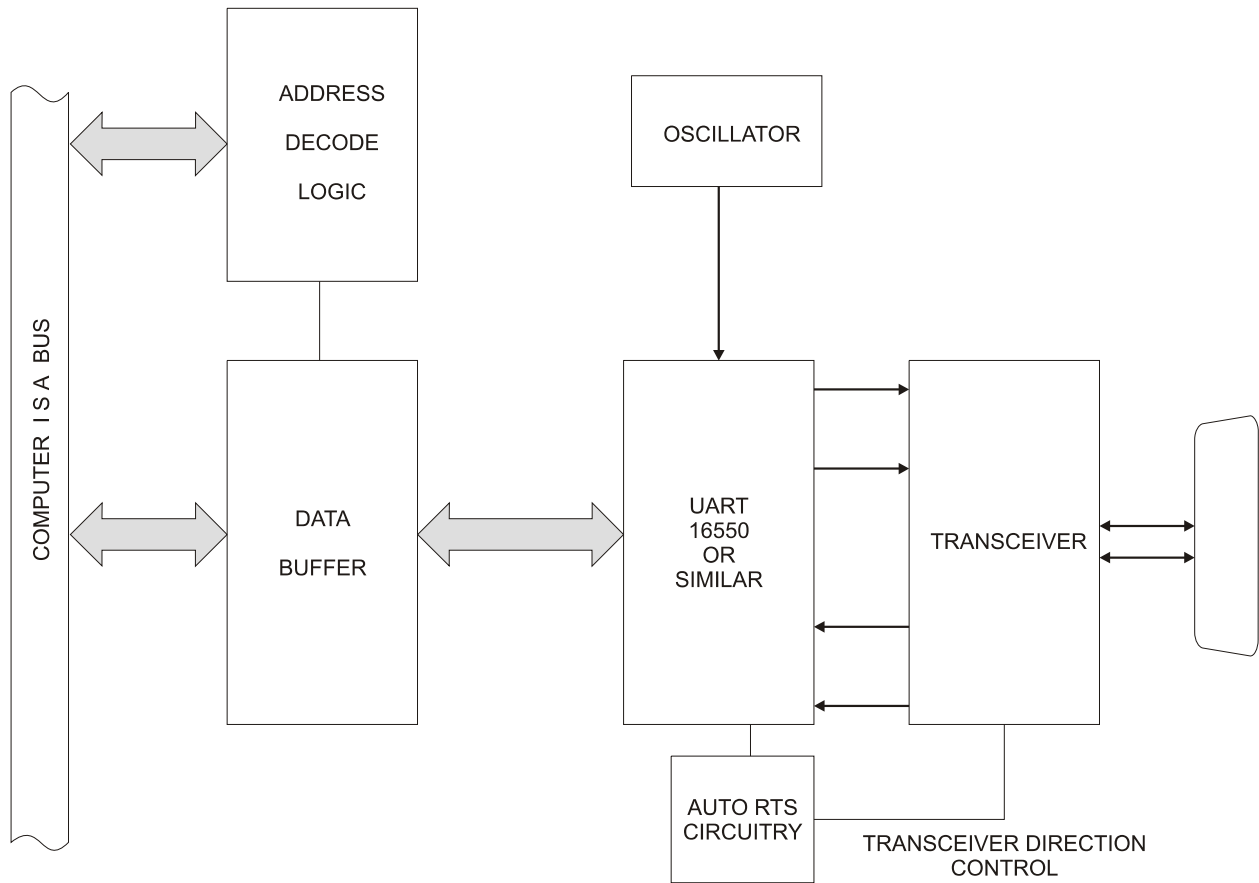 ADDRESS
DECODE
LOGIC
OSCILLATOR
COMPUTER I S A BUS
DATA
BUFFER
UART
16550
OR
SIMILAR
TRANSCEIVER
AUTO RTS
CIRCUITRY
TRANSCEIVER DIRECTION
CONTROL